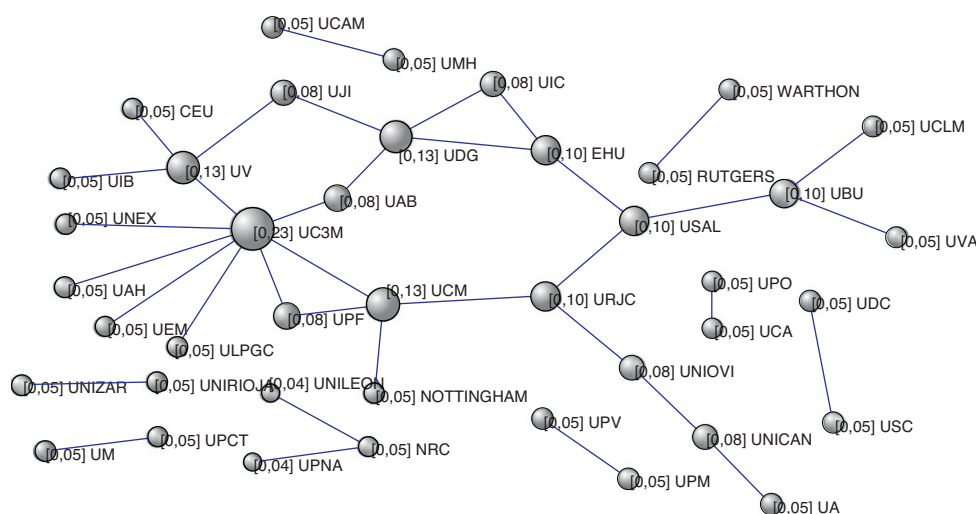 [0,05] UCAM
[0,05] UMH
[0,08] UJI
[0,08] UIC
[0,05] CEU
[0,05] WARTHON
[0,05] UCLM
[0,13] UDG
[0,10] EHU
[0,13] UV
[0,05] RUTGERS
[0,05] UIB
[0,10] UBU
[0,08] UAB
[0,05] UNEX
[0,23] UC3M
[0,10] USAL
[0,05] UVA
[0,05] UAH
[0,13] UCM
[0,05] UPO
[0,10] URJC
[0,05] UDC
[0,08] UPF
[0,05] UEM
[0,05] UCA
[0,05] ULPGC
[0,08] UNIOVI
[0,05] UNIZAR
[0,05] UNIRIOJA
[0,04] UNILEON
[0,05] NOTTINGHAM
[0,05] UPV
[0,05] USC
[0,05] UPCT
[0,05] UM
[0,05] NRC
[0,08] UNICAN
[0,04] UPNA
[0,05] UPM
[0,05] UA